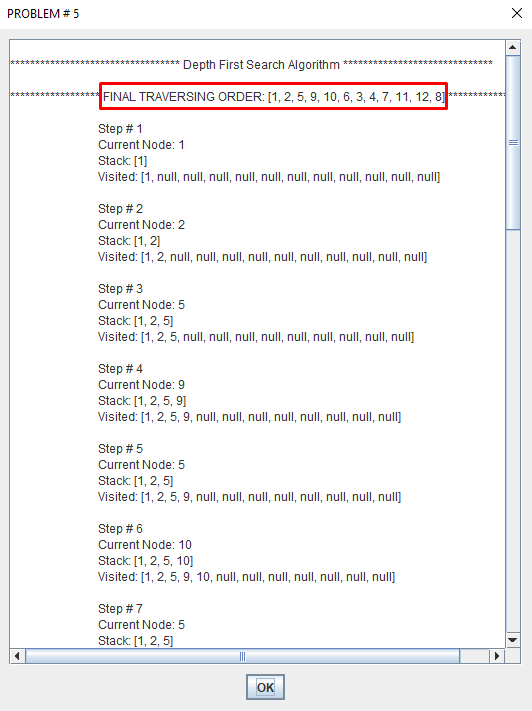 PROBLEM # 5
********************************** Depth First Search Algorithm ******************************
******************FINAL TRAVERSING ORDER: [1, 2, 5, 9, 10, 6, 3, 4, 7, 11, 12, 8]************
Step # 1
Current Node: 1
Stack: [1]
Visited: [1, null, null, null, null, null, null, null, null, null, null, null]
Step # 2
Current Node: 2
Stack: [1, 2]
Visited: [1, 2, null, null, null, null, null, null, null, null, null, null]
Step # 3
Current Node: 5
Stack: [1, 2, 5]
Visited: [1, 2, 5, null, null, null, null, null, null, null, null, null]
Step # 4
Current Node: 9
Stack: [1, 2, 5, 9]
Visited: [1, 2, 5, 9, null, null, null, null, null, null, null, null]
Step # 5
Current Node: 5
Stack: [1, 2, 5]
Visited: [1, 2, 5, 9, null, null, null, null, null, null, null, null]
Step # 6
Current Node: 10
Stack: [1, 2, 5, 10]
Visited: [1, 2, 5, 9, 10, null, null, null, null, null, null, null]
Step # 7
Current Node: 5
Stack: [1, 2, 5]
OK